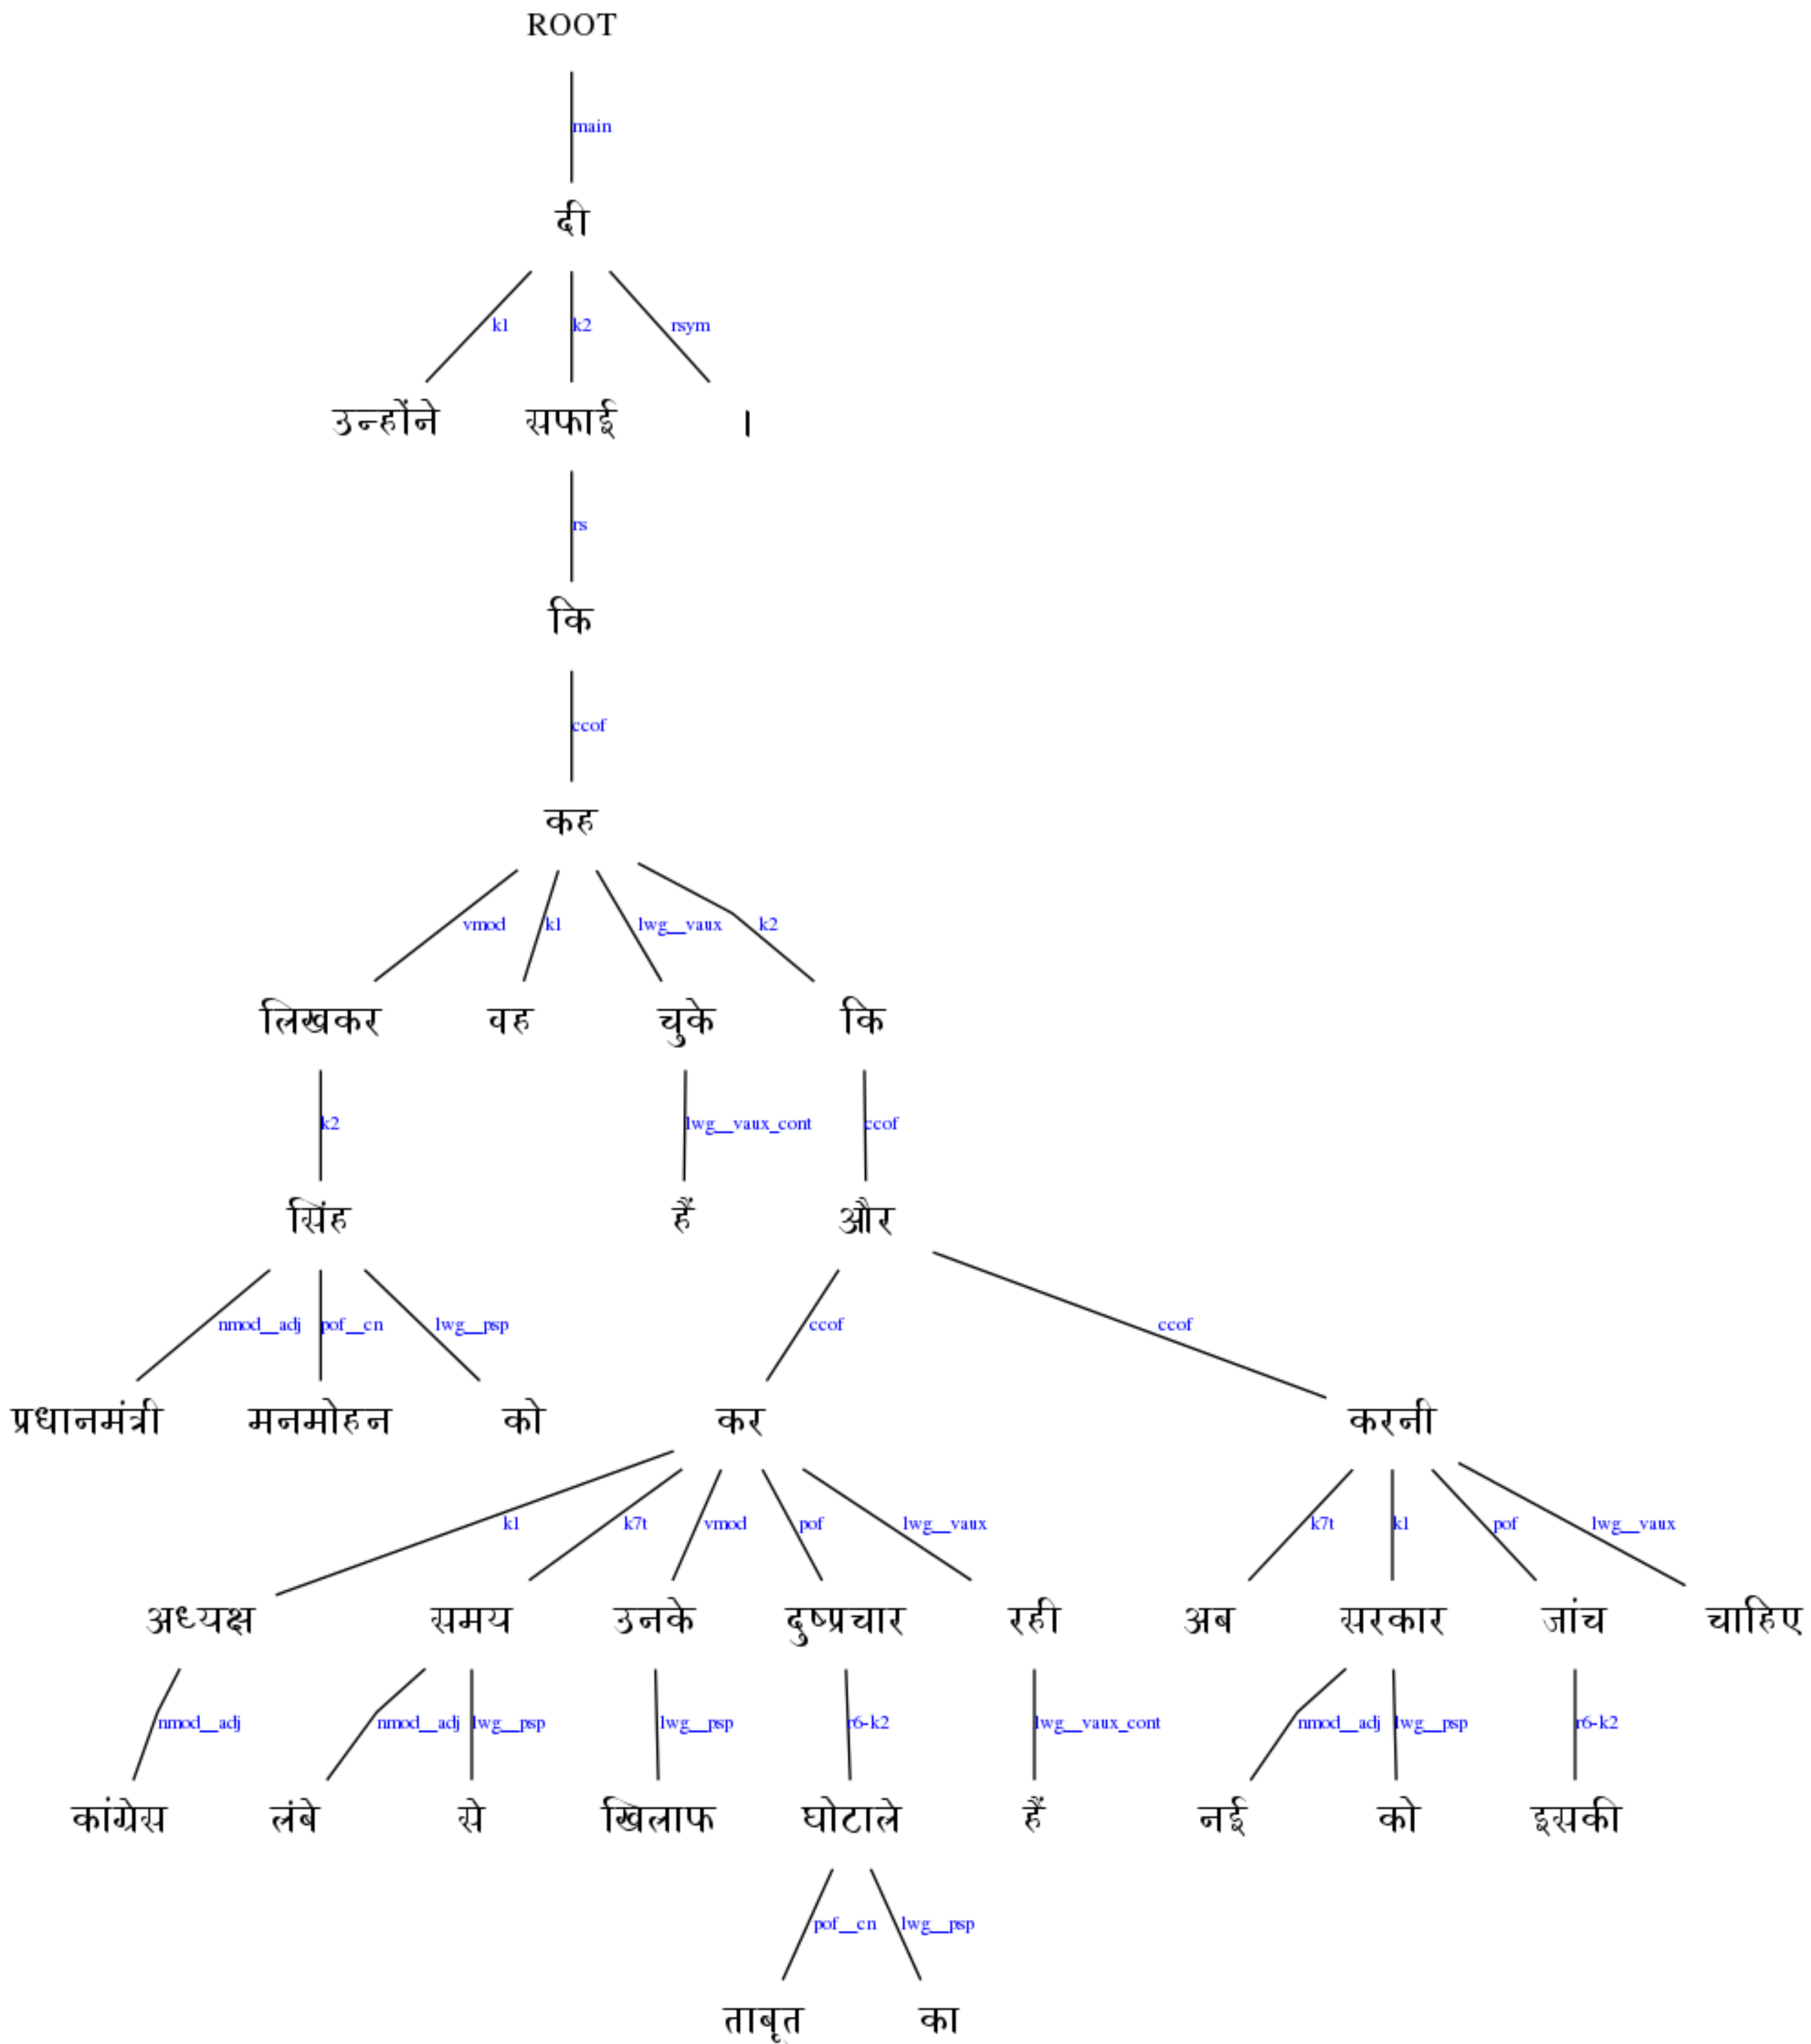 ROOT
main
दी
k1 k2 rsym
उन्होंने सफाई ।
rs
कि
ccof
कह
vmod k1 lwg__vaux k2
लिखकर वह चुके कि
k2 lwg__vaux_cont ccof
सिंह हैं और
nmod__adj pof__cn lwg__psp ccof ccof
प्रधानमंत्री मनमोहन को कर करनी
k1 k7t vmod pof lwg__vaux k7t k1 pof lwg__vaux
अध्यक्ष समय उनके दुष्प्रचार रही अब सरकार जांच चाहिए
nmod__adj nmod__adj lwg__psp lwg__psp r6-k2 lwg__vaux_cont nmod__adj lwg__psp r6-k2
कांग्रेस लंबे से खिलाफ घोटाले हैं नई को इसकी
pof__cn lwg__psp
ताबूत का